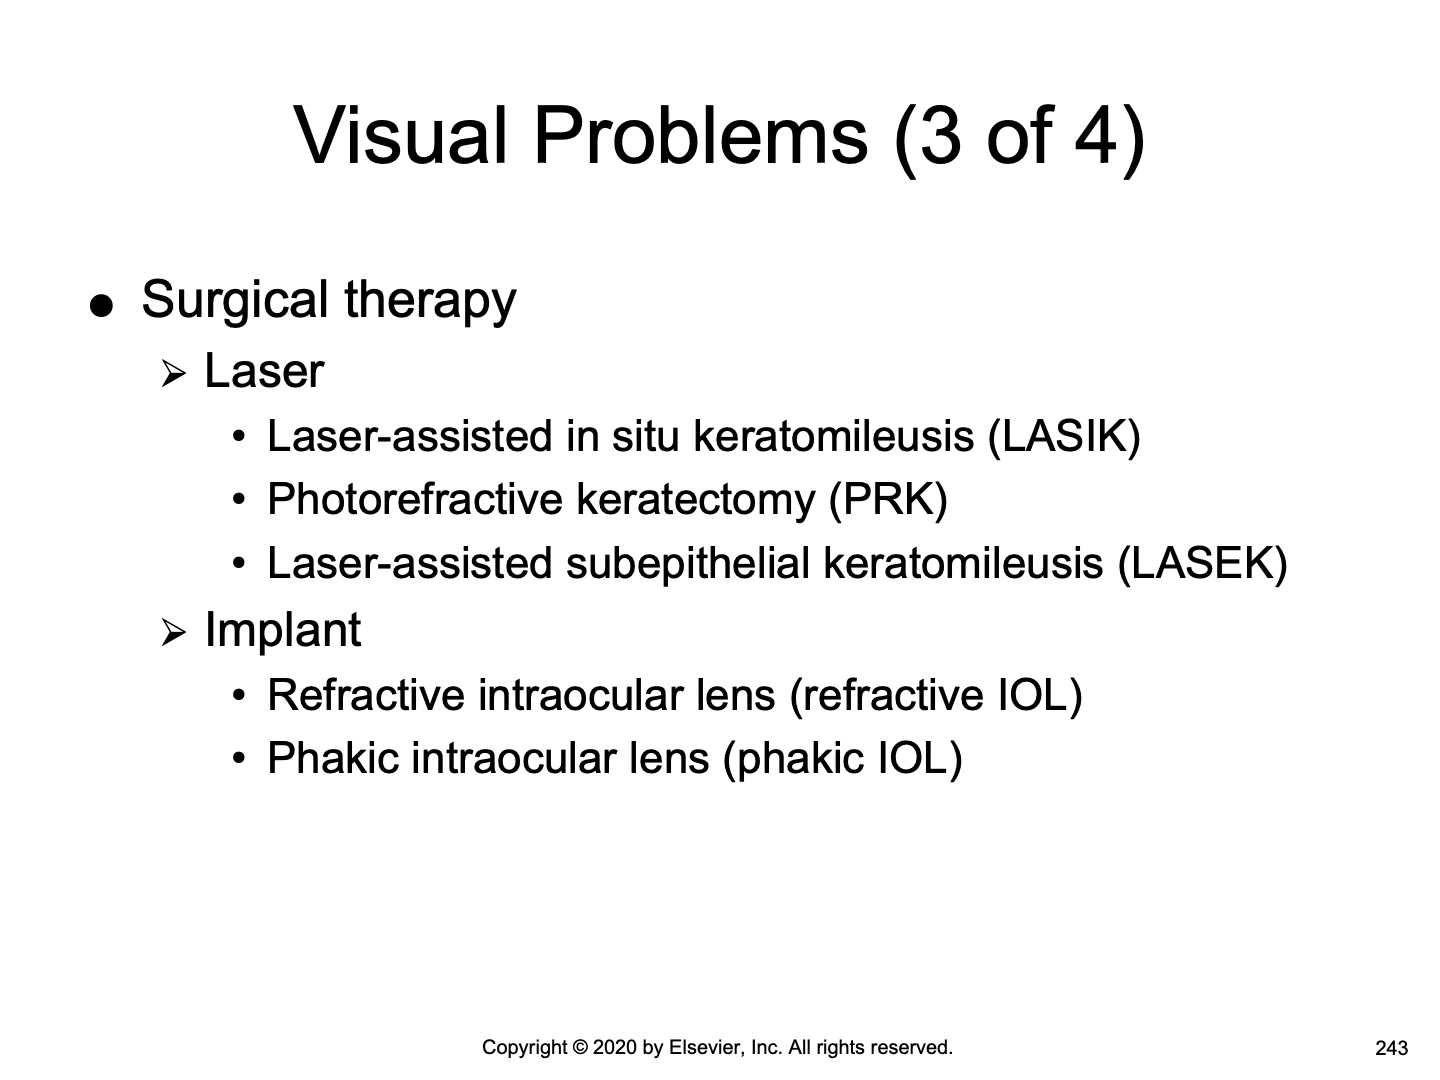 Visual Problems (3 of 4)
● Surgical therapy
➢ Laser
• Laser-assisted in situ keratomileusis (LASIK)
• Photorefractive keratectomy (PRK)
• Laser-assisted subepithelial keratomileusis (LASEK)
➢ Implant
• Refractive intraocular lens (refractive IOL)
• Phakic intraocular lens (phakic IOL)
Copyright © 2020 by Elsevier, Inc. All rights reserved.
243